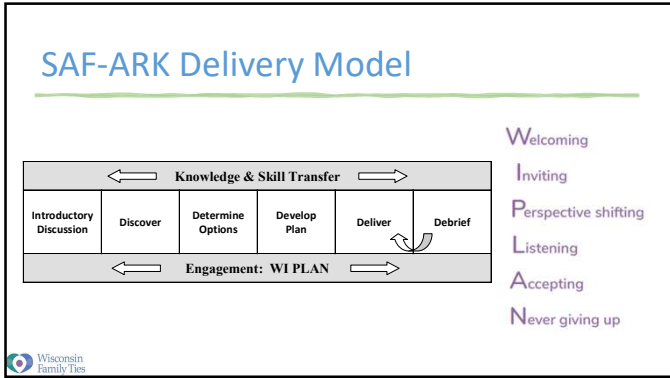 SAF-ARK Delivery Model
Knowledge & Skill Transfer
Introductory
Discussion
Discover
Determine
Options
Develop
Plan
Deliver
Debrief
Engagement: WI PLAN
Welcoming
Inviting
Perspective shifting
Listening
Accepting
Never giving up
Wisconsin
Family Ties